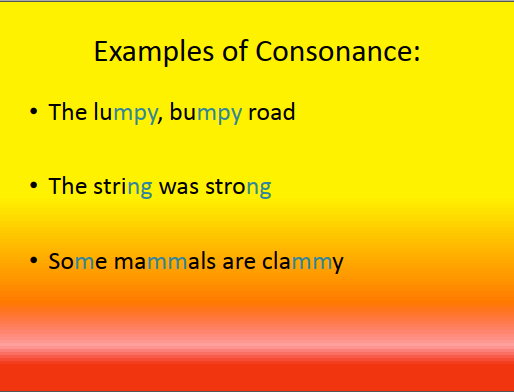 Examples of Consonance:
• The lumpy, bumpy road
• The string was strong
• Some mammals are clammy